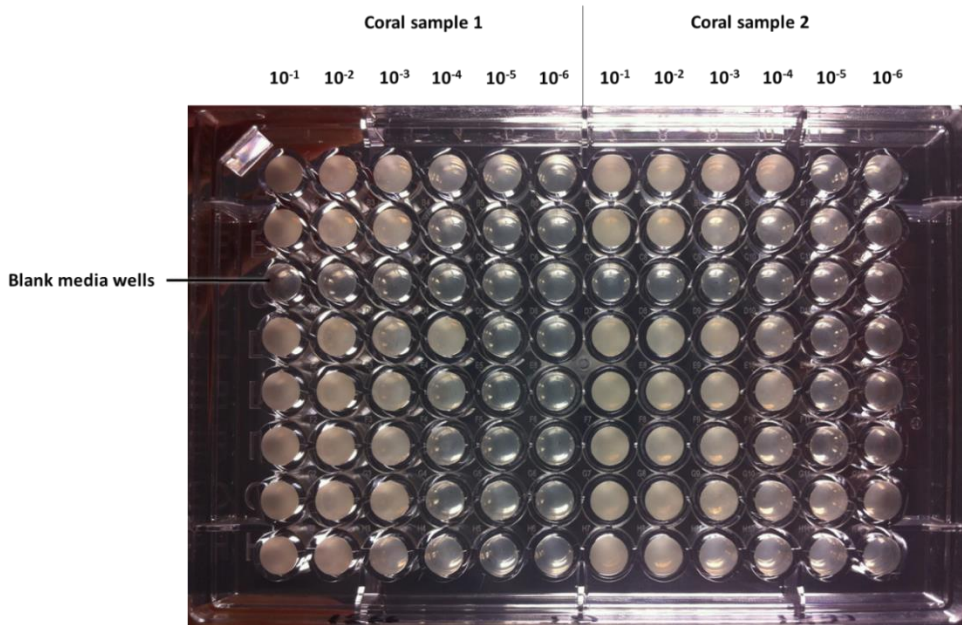 Coral sample 1 Coral sample 2
10⁻¹ 10⁻² 10⁻³ 10⁻⁴ 10⁻⁵ 10⁻⁶ 10⁻¹ 10⁻² 10⁻³ 10⁻⁴ 10⁻⁵ 10⁻⁶
Blank media wells